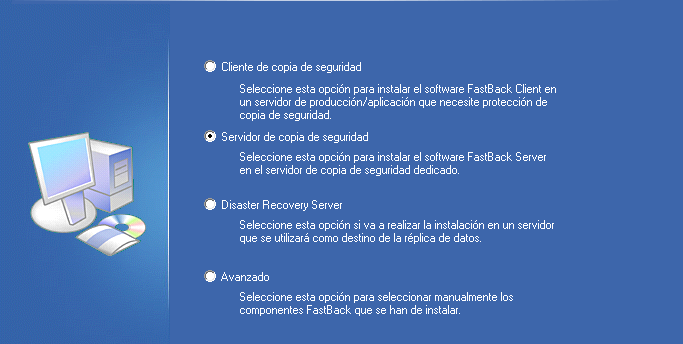 Cliente de copia de seguridad
Seleccione esta opción para instalar el software FastBack Client en
un servidor de producción/aplicación que necesite protección de
copia de seguridad.
Servidor de copia de seguridad
Seleccione esta opción para instalar el software FastBack Server
en el servidor de copia de seguridad dedicado.
Disaster Recovery Server
Seleccione esta opción si va a realizar la instalación en un servidor
que se utilizará como destino de la réplica de datos.
Avanzado
Seleccione esta opción para seleccionar manualmente los
componentes FastBack que se han de instalar.